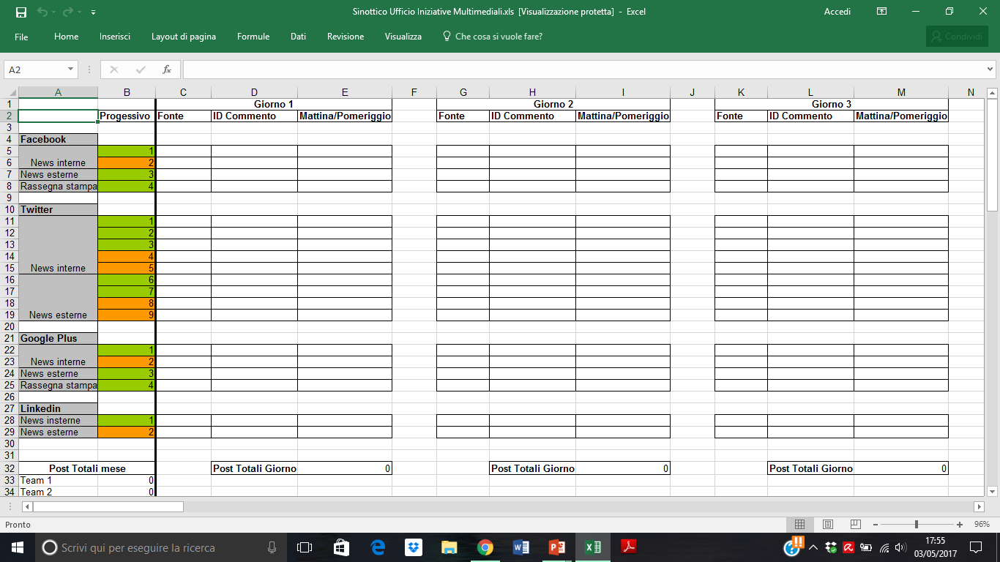 Sinottico Ufficio Iniziative Multimediali.xls [Visualizzazione protetta] - Excel Accedi
File Home Inserisci Layout di pagina Formule Dati Revisione Visualizza Che cosa si vuole fare? Condividi
A2 fx
A B C D E F G H I J K L M N
1 Giorno 1 Giorno 2 Giorno 3
2 Progessivo Fonte ID Commento Mattina/Pomeriggio Fonte ID Commento Mattina/Pomeriggio Fonte ID Commento Mattina/Pomeriggio
3
4 Facebook
5 1
6 News interne 2
7 News esterne 3
8 Rassegna stampa 4
9
10 Twitter
11 1
12 2
13 3
14 4
15 News interne 5
16 6
17 7
18 8
19 News esterne 9
20
21 Google Plus
22 1
23 News interne 2
24 News esterne 3
25 Rassegna stampa 4
26
27 Linkedin
28 News insterne 1
29 News esterne 2
30
31
32 Post Totali mese Post Totali Giorno 0 Post Totali Giorno 0 Post Totali Giorno 0
33 Team 1 0
34 Team 2 0
Pronto 96%
Scrivi qui per eseguire la ricerca 17:55
03/05/2017